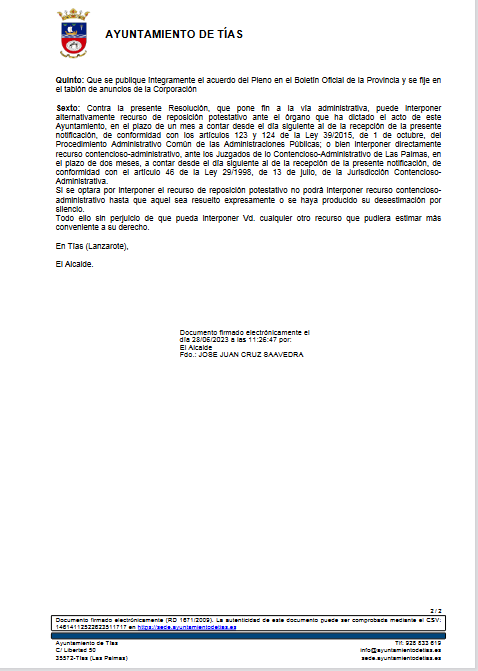 AYUNTAMIENTO DE TÍAS
Quinto: Que se publique íntegramente el acuerdo del Pleno en el Boletín Oficial de la Provincia y se fije en
el tablón de anuncios de la Corporación
Sexto: Contra la presente Resolución, que pone fin a la vía administrativa, puede interponer
alternativamente recurso de reposición potestativo ante el órgano que ha dictado el acto de este
Ayuntamiento, en el plazo de un mes a contar desde el día siguiente al de la recepción de la presente
notificación, de conformidad con los artículos 123 y 124 de la Ley 39/2015, de 1 de octubre, del
Procedimiento Administrativo Común de las Administraciones Públicas; o bien interponer directamente
recurso contencioso-administrativo, ante los Juzgados de lo Contencioso-Administrativo de Las Palmas, en
el plazo de dos meses, a contar desde el día siguiente al de la recepción de la presente notificación, de
conformidad con el artículo 46 de la Ley 29/1998, de 13 de julio, de la Jurisdicción Contencioso-
Administrativa.
Si se optara por interponer el recurso de reposición potestativo no podrá interponer recurso contencioso-
administrativo hasta que aquel sea resuelto expresamente o se haya producido su desestimación por
silencio.
Todo ello sin perjuicio de que pueda interponer Vd. cualquier otro recurso que pudiera estimar más
conveniente a su derecho.
En Tías (Lanzarote),
El Alcalde.
Documento firmado electrónicamente el
día 28/06/2023 a las 11:26:47 por:
El Alcalde
Fdo.: JOSE JUAN CRUZ SAAVEDRA
2 / 2
Documento firmado electrónicamente (RD 1671/2009). La autenticidad de este documento puede ser comprobada mediante el CSV:
en https://sede.ayuntamientodetias.es
Ayuntamiento de Tías
Tlf. 928 833 619
C/ Libertad 50
info@ayuntamientodetias.es
35572-Tías (Las Palmas)
sede.ayuntamientodetias.es